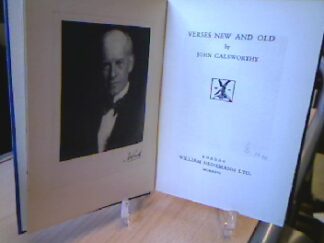 VERSES NEW AND OLD
by
JOHN GALSWORTHY
LONDON
WILLIAM HEINEMANN LTD.